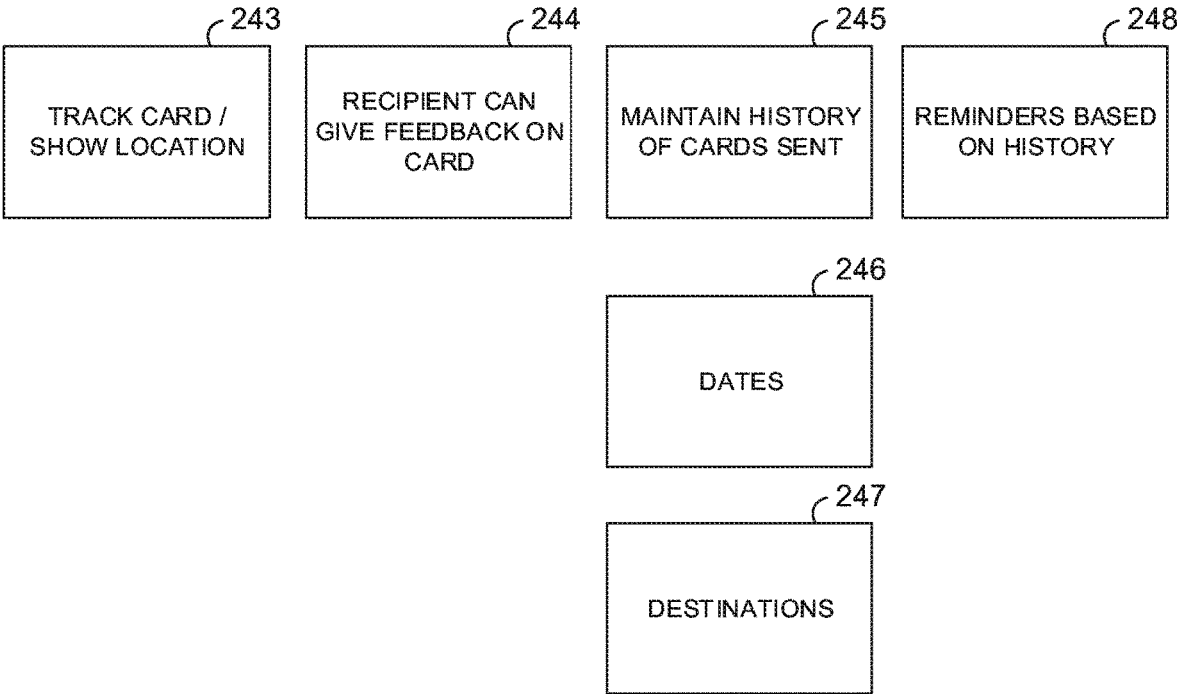 243
244
245
248
TRACK CARD /
SHOW LOCATION
RECIPIENT CAN
GIVE FEEDBACK ON
CARD
MAINTAIN HISTORY
OF CARDS SENT
REMINDERS BASED
ON HISTORY
246
DATES
247
DESTINATIONS